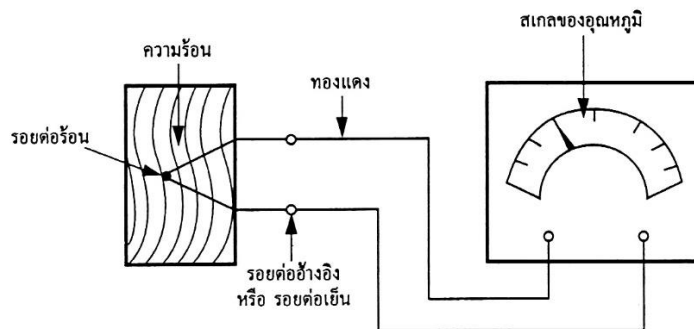 สเกลของอุณหภูมิ
ความร้อน
ทองแดง
รอยต่อร้อน
รอยต่ออ้างอิง
หรือ รอยต่อเย็น